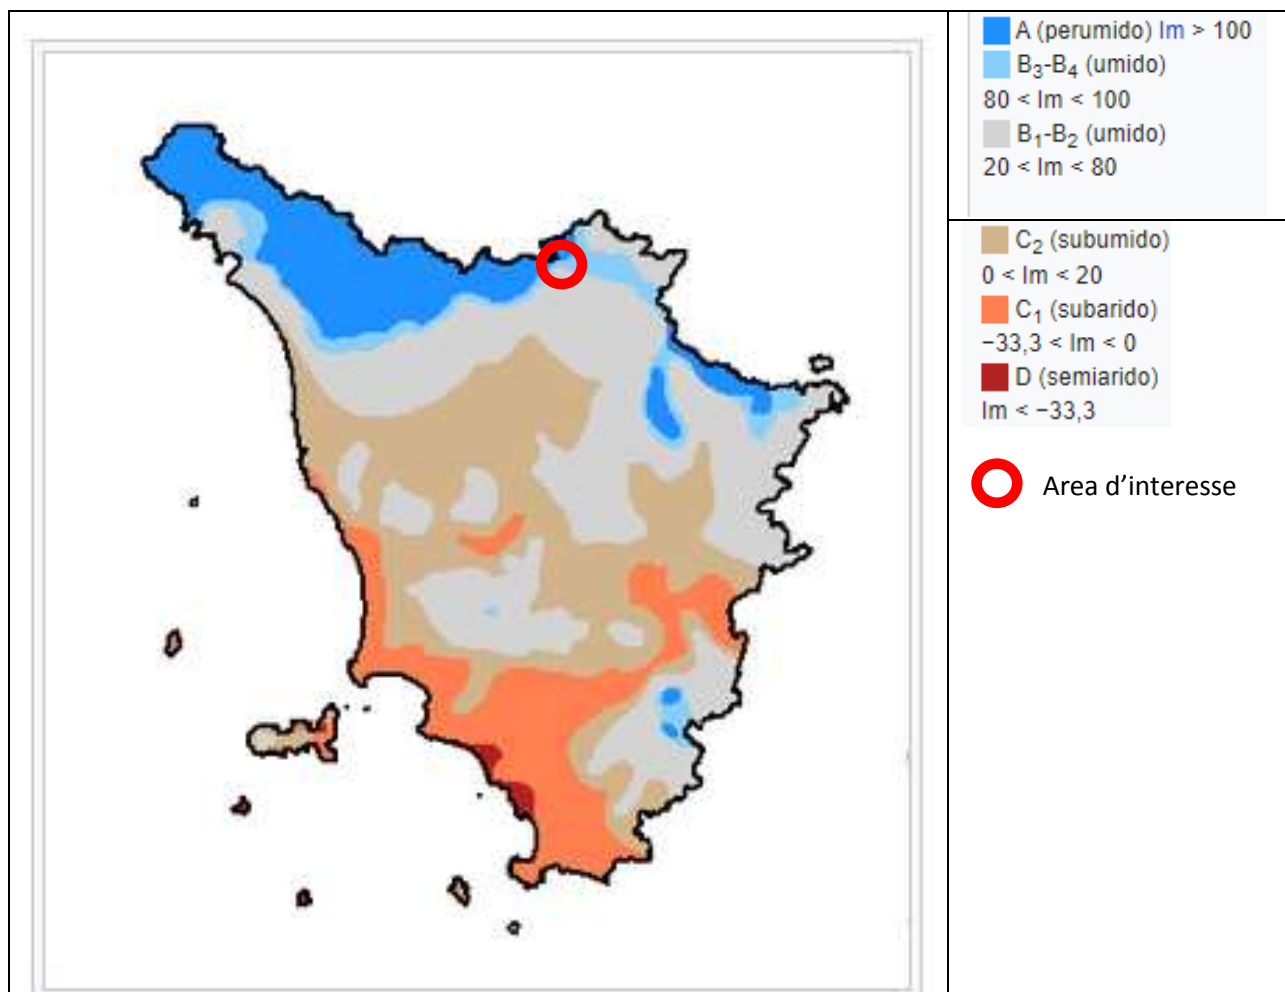 A (perumido) Im > 100
B₃-B₄ (umido)
80 < Im < 100
B₁-B₂ (umido)
20 < Im < 80
C₂ (subumido)
0 < Im < 20
C₁ (subarido)
−33,3 < Im < 0
D (semiarido)
Im < −33,3
Area d’interesse